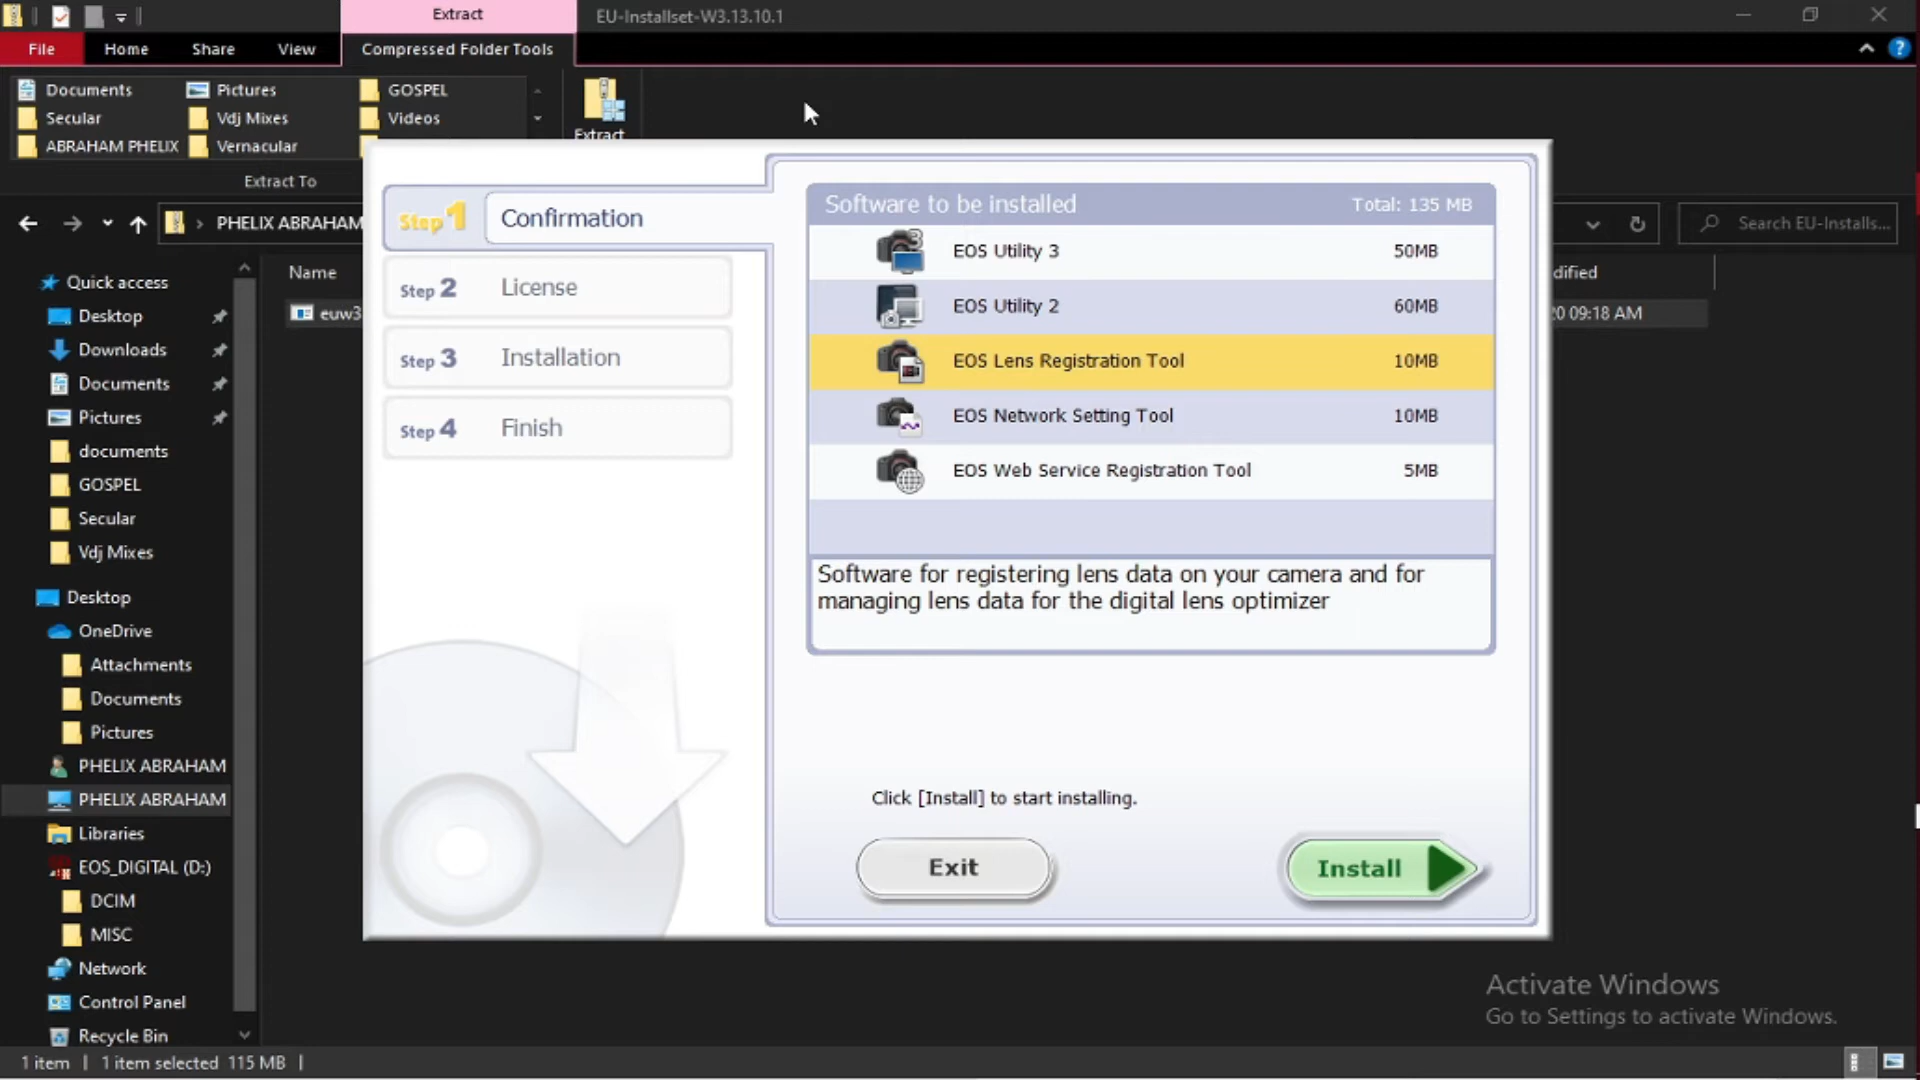 Extract
EU-Installset-W3.13.10.1
File
Home
Share
View
Compressed Folder Tools
?
Documents
Pictures
GOSPEL
Secular
Vdj Mixes
Videos
ABRAHAM PHELIX
Vernacular
Extract
Extract To
PHELIX ABRAHAM
Search EU-Installs...
Name
dified
euw3
20 09:18 AM
Quick access
Desktop
Downloads
Documents
Pictures
documents
GOSPEL
Secular
Vdj Mixes
Desktop
OneDrive
Attachments
Documents
Pictures
PHELIX ABRAHAM
PHELIX ABRAHAM
Libraries
EOS_DIGITAL (D:)
DCIM
MISC
Network
Control Panel
Recycle Bin
1 item
1 item selected 115 MB
Step 1 Confirmation
Step 2 License
Step 3 Installation
Step 4 Finish
Software to be installed Total: 135 MB
EOS Utility 3 50MB
EOS Utility 2 60MB
EOS Lens Registration Tool 10MB
EOS Network Setting Tool 10MB
EOS Web Service Registration Tool 5MB
Software for registering lens data on your camera and for
managing lens data for the digital lens optimizer
Click [Install] to start installing.
Exit
Install
Activate Windows
Go to Settings to activate Windows.